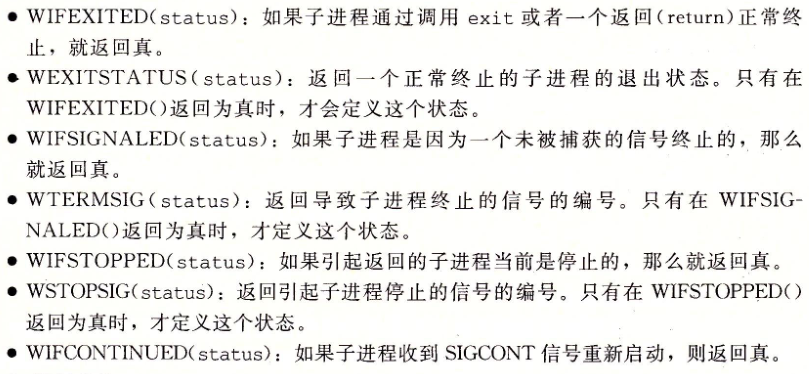 ● WIFEXITED(status)：如果子进程通过调用 exit 或者一个返回(return)正常终
止，就返回真。
● WEXITSTATUS(status)：返回一个正常终止的子进程的退出状态。只有在
WIFEXITED()返回为真时，才会定义这个状态。
● WIFSIGNALED(status)：如果子进程是因为一个未被捕获的信号终止的，那么
就返回真。
● WTERMSIG(status)：返回导致子进程终止的信号的编号。只有在 WIFSIG-
NALED()返回为真时，才定义这个状态。
● WIFSTOPPED(status)：如果引起返回的子进程当前是停止的，那么就返回真。
● WSTOPSIG(status)：返回引起子进程停止的信号的编号。只有在 WIFSTOPPED()
返回为真时，才定义这个状态。
● WIFCONTINUED(status)：如果子进程收到 SIGCONT 信号重新启动，则返回真。